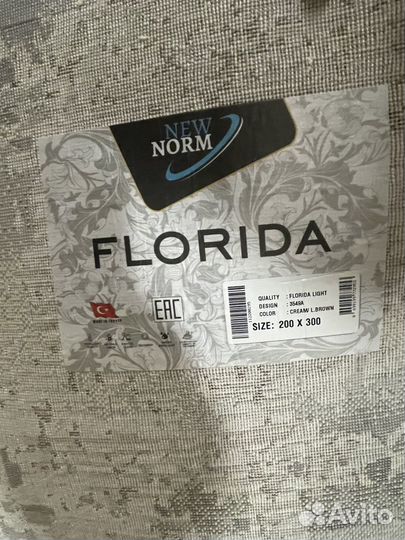 NEW
NORM
FLORIDA
EAC
QUALITY : FLORIDA LIGHT
DESIGN : 3549A
COLOR : CREAM/ L.BROWN
SIZE: 200 X 300
Avito